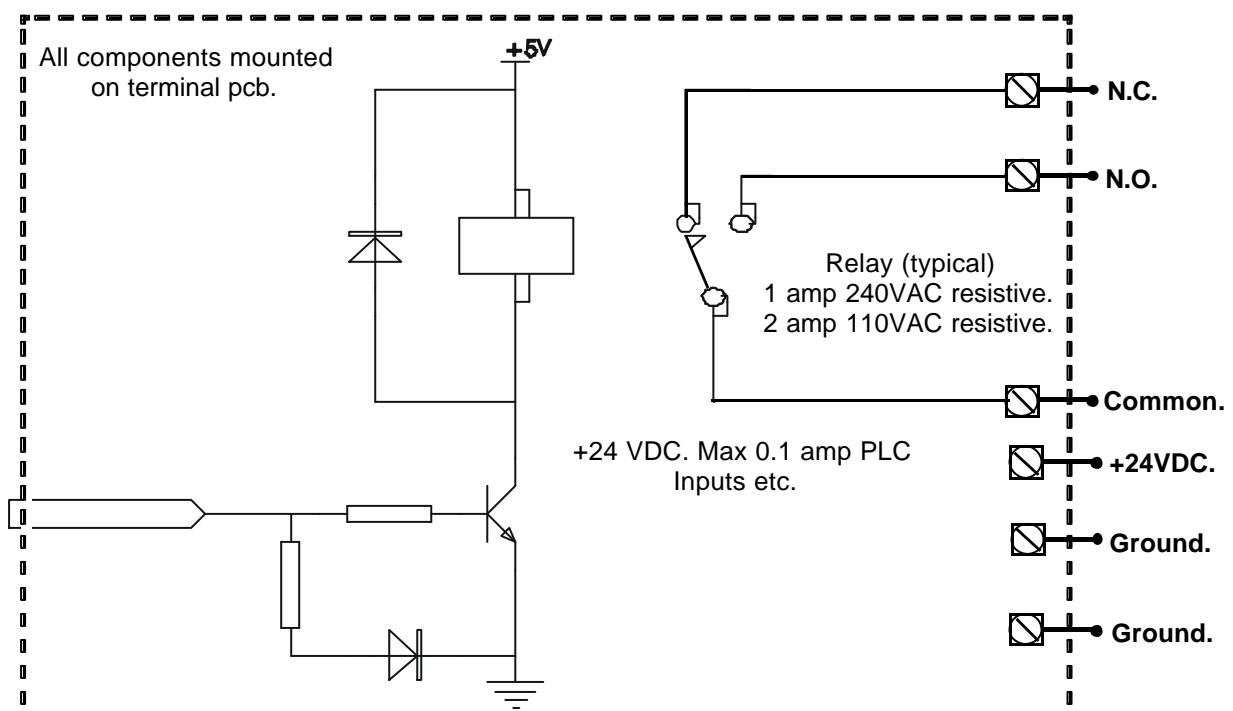 All components mounted
on terminal pcb.
+5V
N.C.
N.O.
Relay (typical)
1 amp 240VAC resistive.
2 amp 110VAC resistive.
Common.
+24 VDC. Max 0.1 amp PLC
Inputs etc.
+24VDC.
Ground.
Ground.